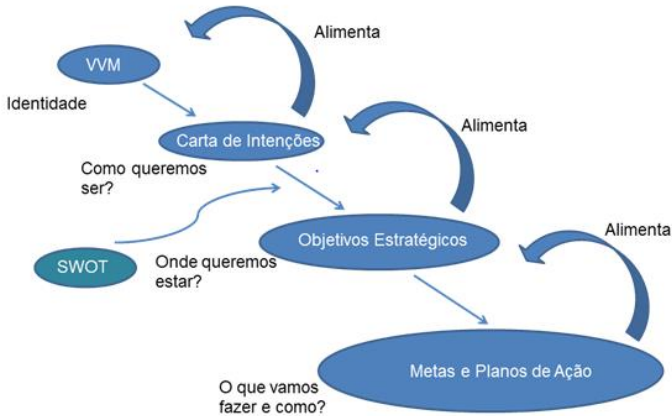 Alimenta
VVM
Identidade
Alimenta
Carta de Intenções
Como queremos
ser?
Alimenta
Objetivos Estratégicos
SWOT
Onde queremos
estar?
Metas e Planos de Ação
O que vamos
fazer e como?